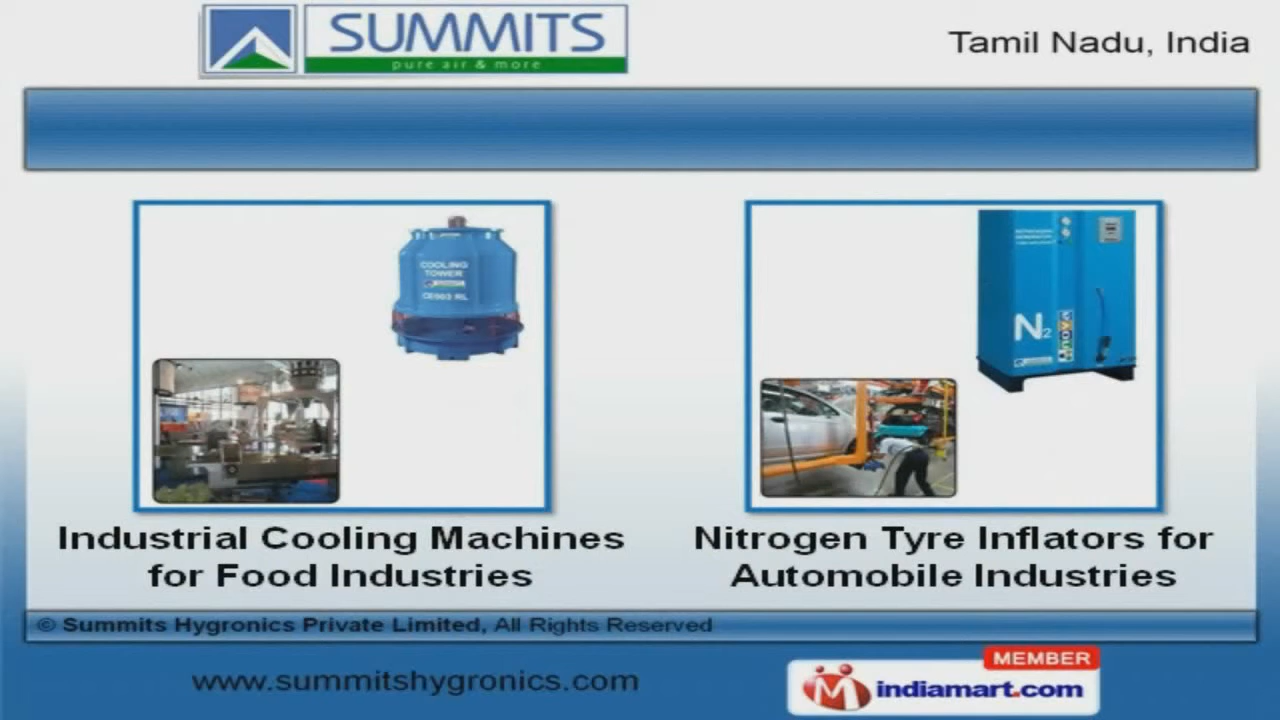 SUMMITS
pure air & more
Tamil Nadu, India
COOLING
TOWER
N2
Industrial Cooling Machines
for Food Industries
Nitrogen Tyre Inflators for
Automobile Industries
© Summits Hygronics Private Limited, All Rights Reserved
www.summitshygronics.com
MEMBER
indiamart.com